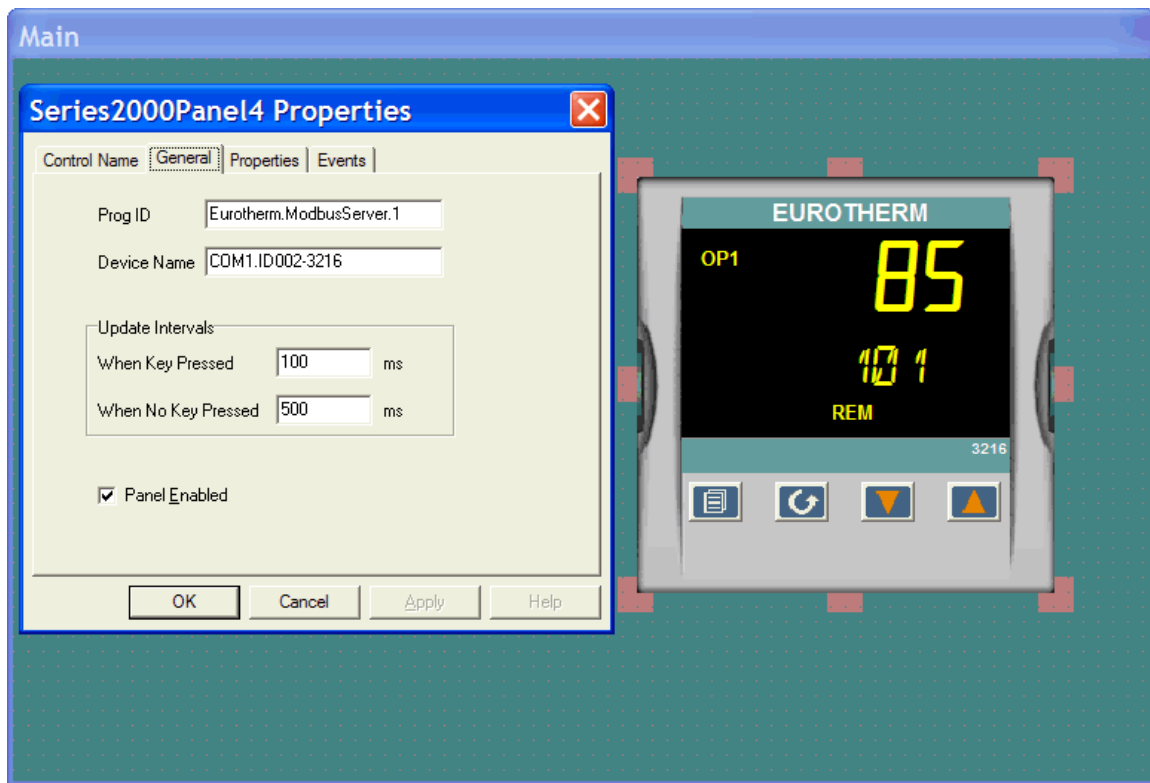 Main
Series2000Panel4 Properties
Control Name General Properties Events
Prog ID Eurotherm.ModbusServer.1
Device Name COM1.ID002-3216
Update Intervals
When Key Pressed 100 ms
When No Key Pressed 500 ms
Panel Enabled
OK Cancel Apply Help
EUROTHERM
OP1 85
101
REM
3216